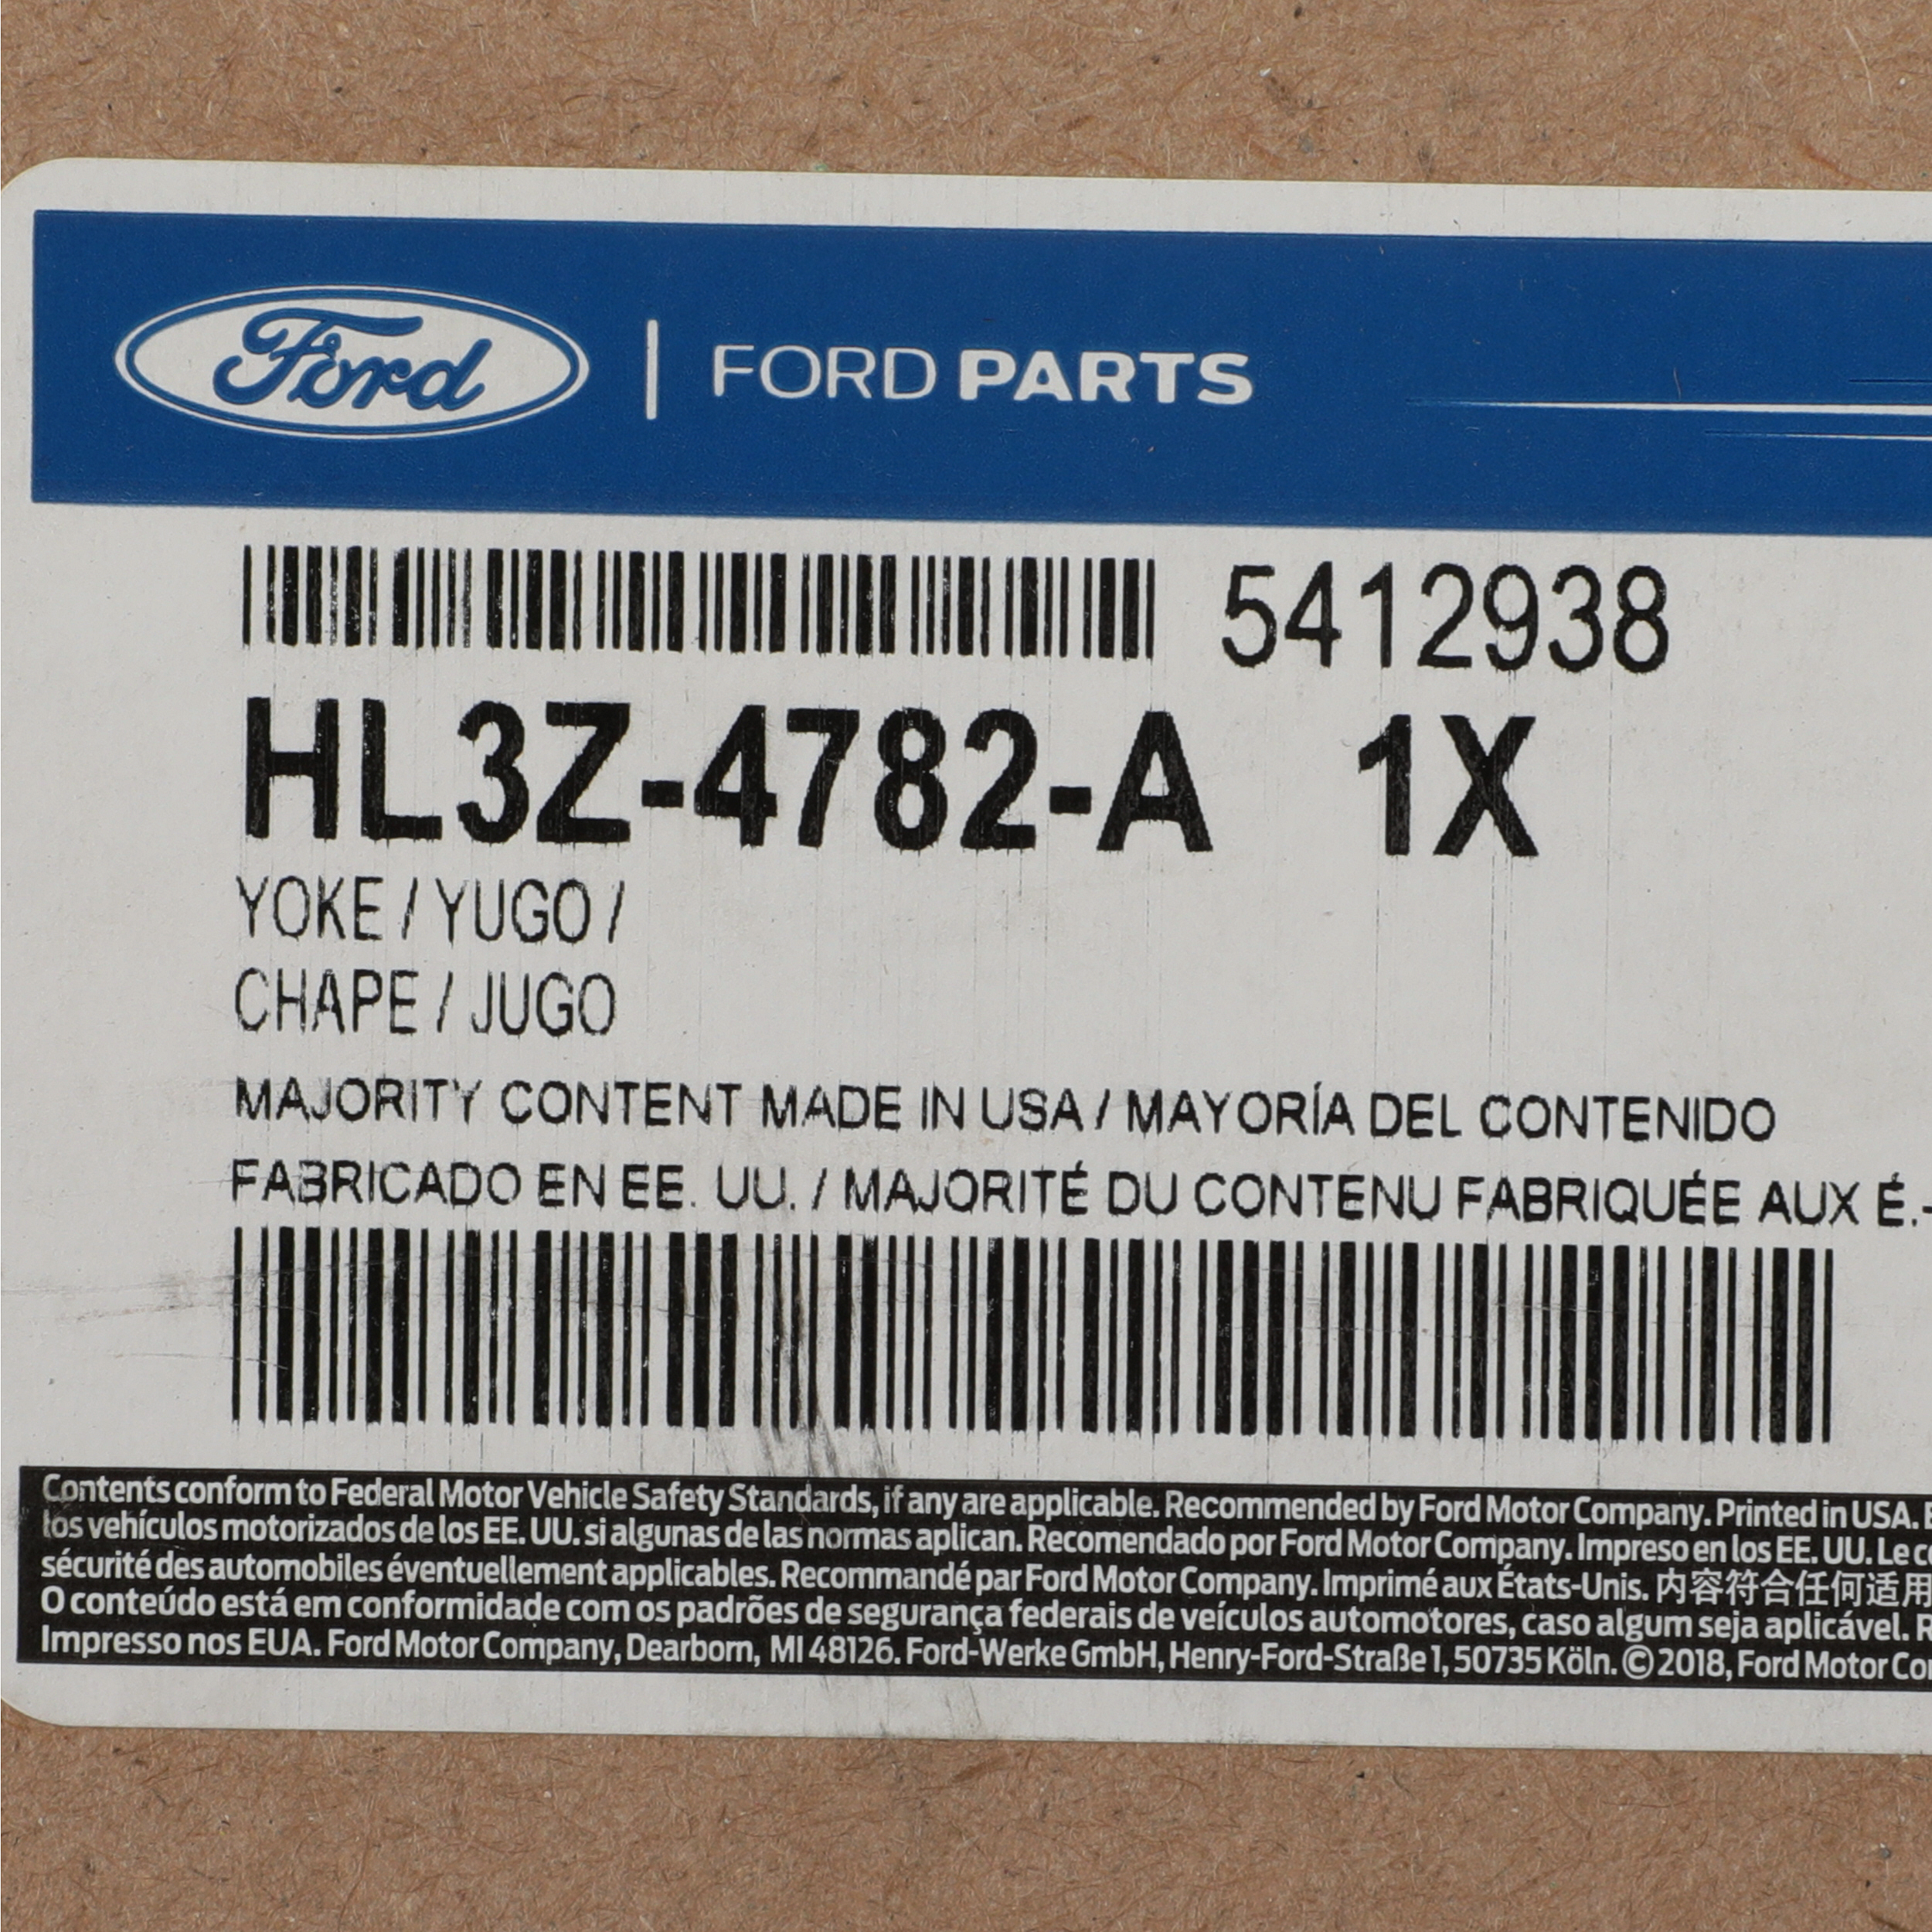 Ford | FORD PARTS
5412938
HL3Z-4782-A 1X
YOKE / YUGO /
CHAPE / JUGO
MAJORITY CONTENT MADE IN USA / MAYORÍA DEL CONTENIDO
FABRICADO EN EE. UU. / MAJORITÉ DU CONTENU FABRIQUÉE AUX É.-
Contents conform to Federal Motor Vehicle Safety Standards, if any are applicable. Recommended by Ford Motor Company. Printed in USA.
los vehículos motorizados de los EE. UU. si algunas de las normas aplican. Recomendado por Ford Motor Company. Impreso en los EE. UU. Le
sécurité des automobiles éventuellement applicables. Recommandé par Ford Motor Company. Imprimé aux États-Unis. 内容符合任何适用
O conteúdo está em conformidade com os padrões de segurança federais de veículos automotores, caso algum seja aplicável.
Impresso nos EUA. Ford Motor Company, Dearborn, MI 48126. Ford-Werke GmbH, Henry-Ford-Straße 1, 50735 Köln. © 2018, Ford Motor